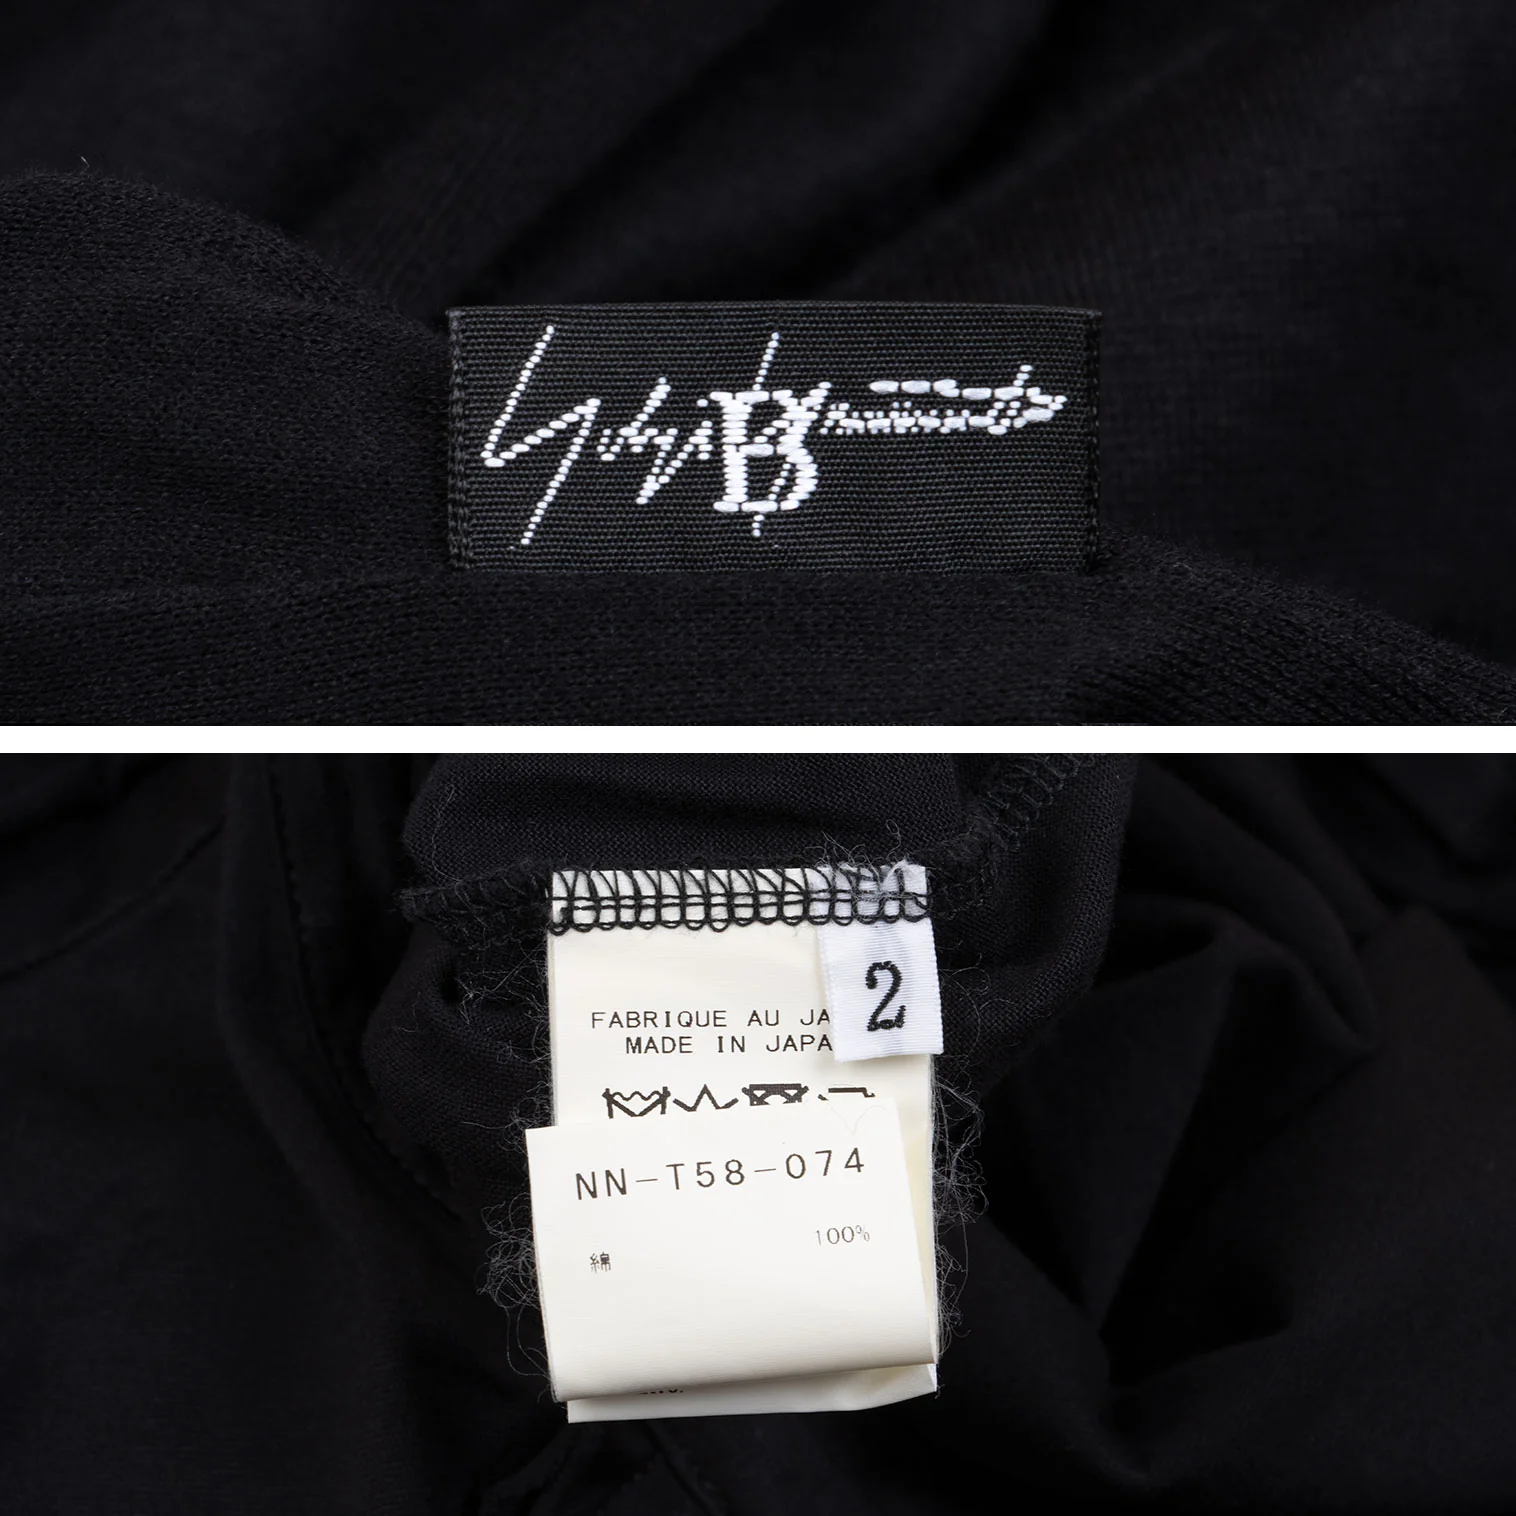 B
2
FABRIQUE AU JA
MADE IN JAPA
NN-T58-074
100%
綿